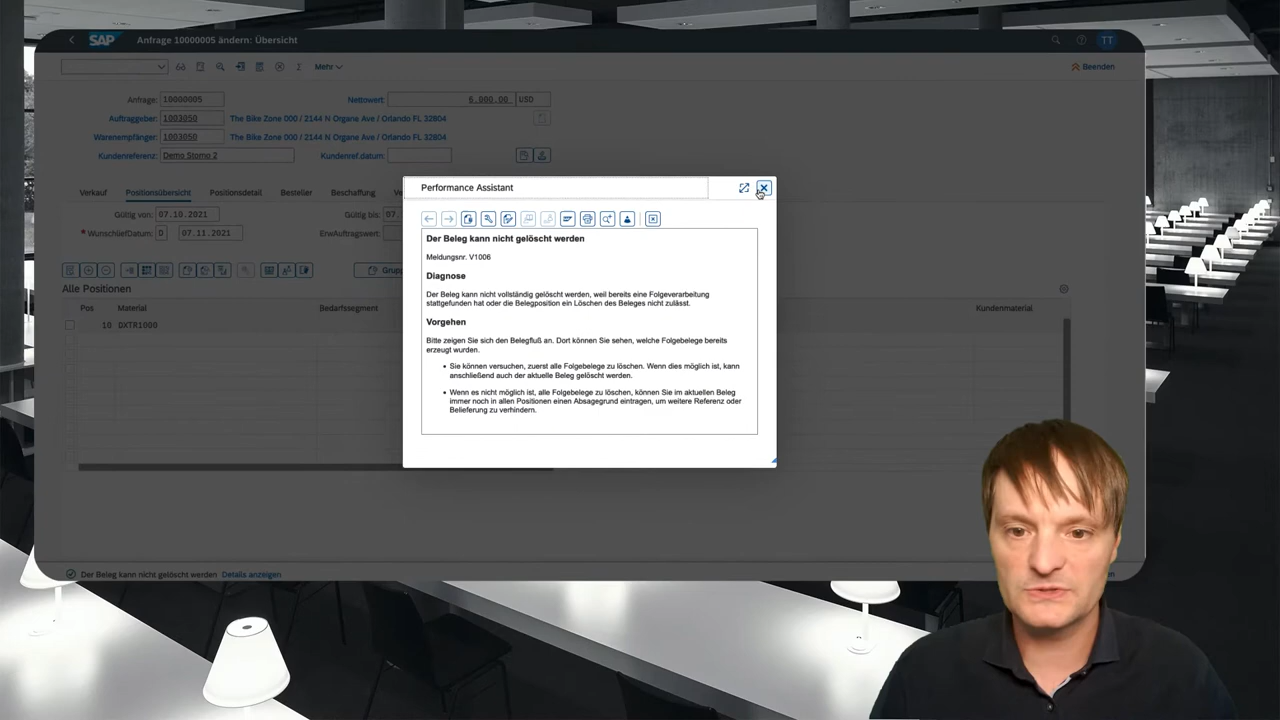 SAP Anfrage 10000005 ändern: Übersicht TT
Mehr Beenden
Anfrage: 10000005 Nettowert: 6.000,00 USD
Auftraggeber: 1003050 The Bike Zone 000 / 2144 N Organe Ave / Orlando FL 32804
Warenempfänger: 1003050 The Bike Zone 000 / 2144 N Organe Ave / Orlando FL 32804
Kundenreferenz: Demo Storno 2 Kundenref.datum:
Verkauf Positionsübersicht Positionsdetail Besteller Beschaffung
Gültig von: 07.10.2021 Gültig bis: 07.
* WunschliefDatum: D 07.11.2021 ErwAuftragswert:
Alle Positionen
Pos Material Bedarfssegment Kundenmaterial
10 DXTR1000
Performance Assistant
Der Beleg kann nicht gelöscht werden
Meldungsnr. V1006
Diagnose
Der Beleg kann nicht vollständig gelöscht werden, weil bereits eine Folgeverarbeitung
stattgefunden hat oder die Belegposition ein Löschen des Beleges nicht zulässt.
Vorgehen
Bitte zeigen Sie sich den Belegfluß an. Dort können Sie sehen, welche Folgebelege bereits
erzeugt wurden.
• Sie können versuchen, zuerst alle Folgebelege zu löschen. Wenn dies möglich ist, kann
anschließend auch der aktuelle Beleg gelöscht werden.
• Wenn es nicht möglich ist, alle Folgebelege zu löschen, können Sie im aktuellen Beleg
immer noch in allen Positionen einen Absagegrund eintragen, um weitere Referenz oder
Belieferung zu verhindern.
Der Beleg kann nicht gelöscht werden Details anzeigen